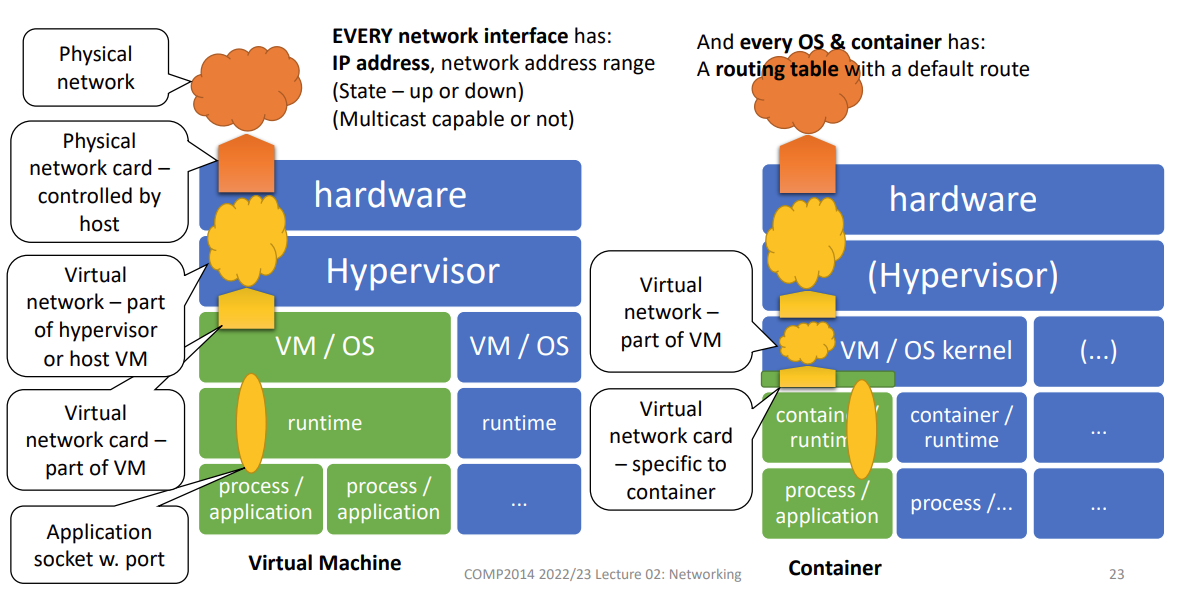 Physical
network
EVERY network interface has:
IP address, network address range
(State – up or down)
(Multicast capable or not)
And every OS & container has:
A routing table with a default route
Physical
network card –
controlled by
host
Virtual
network – part
of hypervisor
or host VM
Virtual
network card –
part of VM
Application
socket w. port
hardware
Hypervisor
VM / OS
VM / OS
runtime
runtime
process /
application
process /
application
...
Virtual Machine
Virtual
network –
part of VM
Virtual
network card
– specific to
container
hardware
(Hypervisor)
VM / OS kernel
(...)
container /
runtime
container /
runtime
...
process /
application
process /...
...
Container
COMP2014 2022/23 Lecture 02: Networking
23